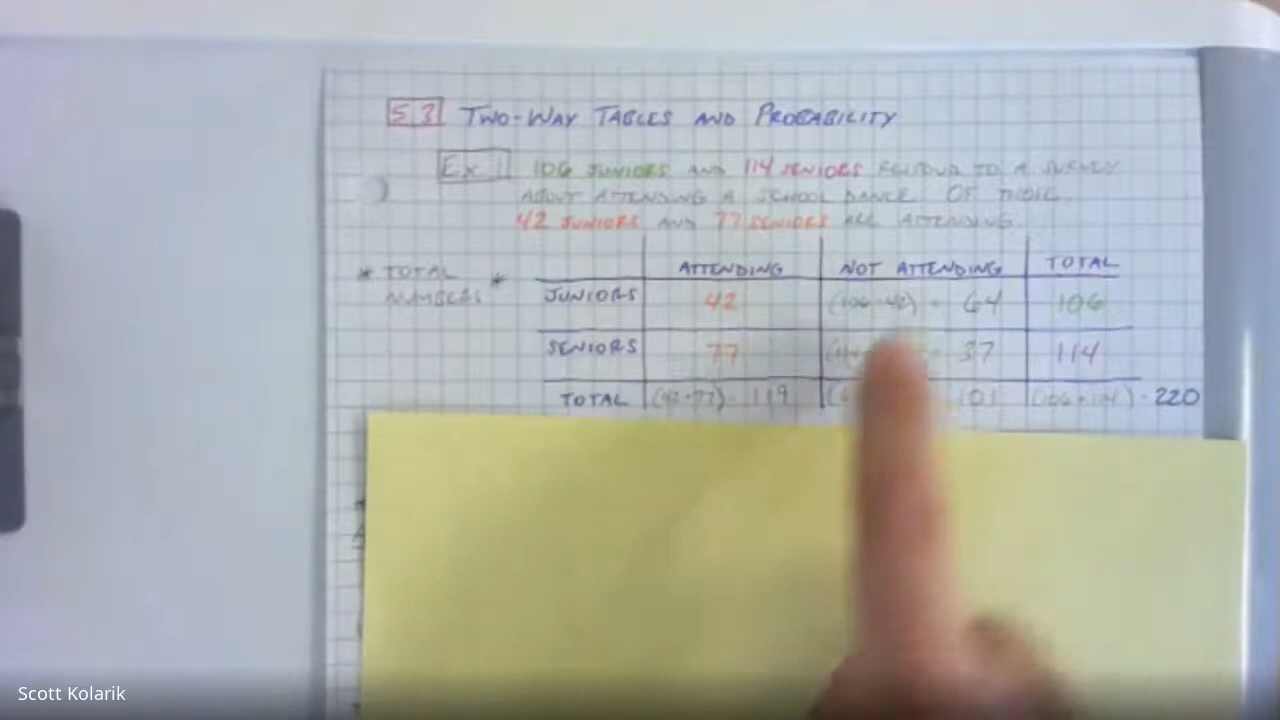 5.3 TWO-WAY TABLES AND PROBABILITY
Ex 1 106 JUNIORS AND 114 SENIORS RESPOND TO A SURVEY
ABOUT ATTENDING A SCHOOL DANCE. OF THOSE,
42 JUNIORS AND 77 SENIORS ARE ATTENDING.
* TOTAL NUMBERS *
ATTENDING NOT ATTENDING TOTAL
JUNIORS 42 (106-42) = 64 106
SENIORS 77 37 114
TOTAL (42+77) = 119 101 (106+114) = 220
Scott Kolarik